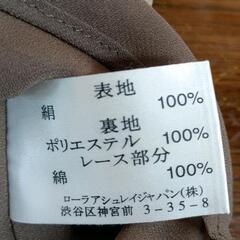 表地
絹 100%
裏地
ポリエステル 100%
レース部分
綿 100%
ローラアシュレイジャパン(株)
渋谷区神宮前 3-35-8